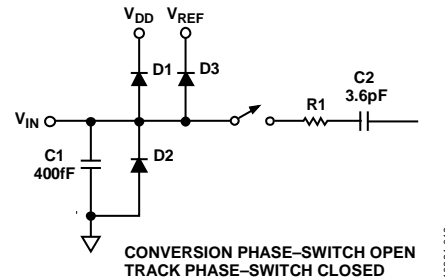 VDD VREF
D1 D3
C2
3.6pF
R1
VIN
C1
400fF
D2
CONVERSION PHASE–SWITCH OPEN
TRACK PHASE–SWITCH CLOSED